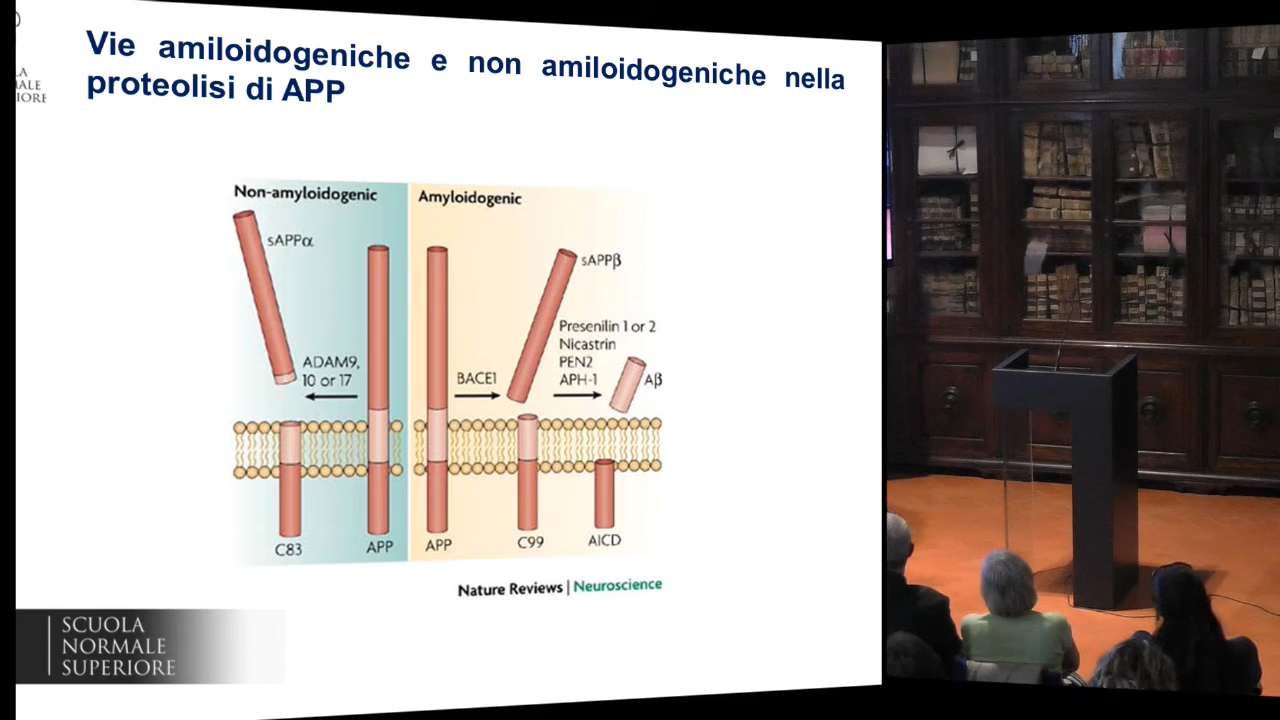 Vie amiloidogeniche e non amiloidogeniche nella
proteolisi di APP
Non-amyloidogenic
Amyloidogenic
sAPPα
sAPPβ
Presenilin 1 or 2
Nicastrin
PEN2
APH-1
ADAM9,
10 or 17
BACE1
Aβ
C83
APP
APP
C99
AICD
Nature Reviews | Neuroscience
SCUOLA
NORMALE
SUPERIORE